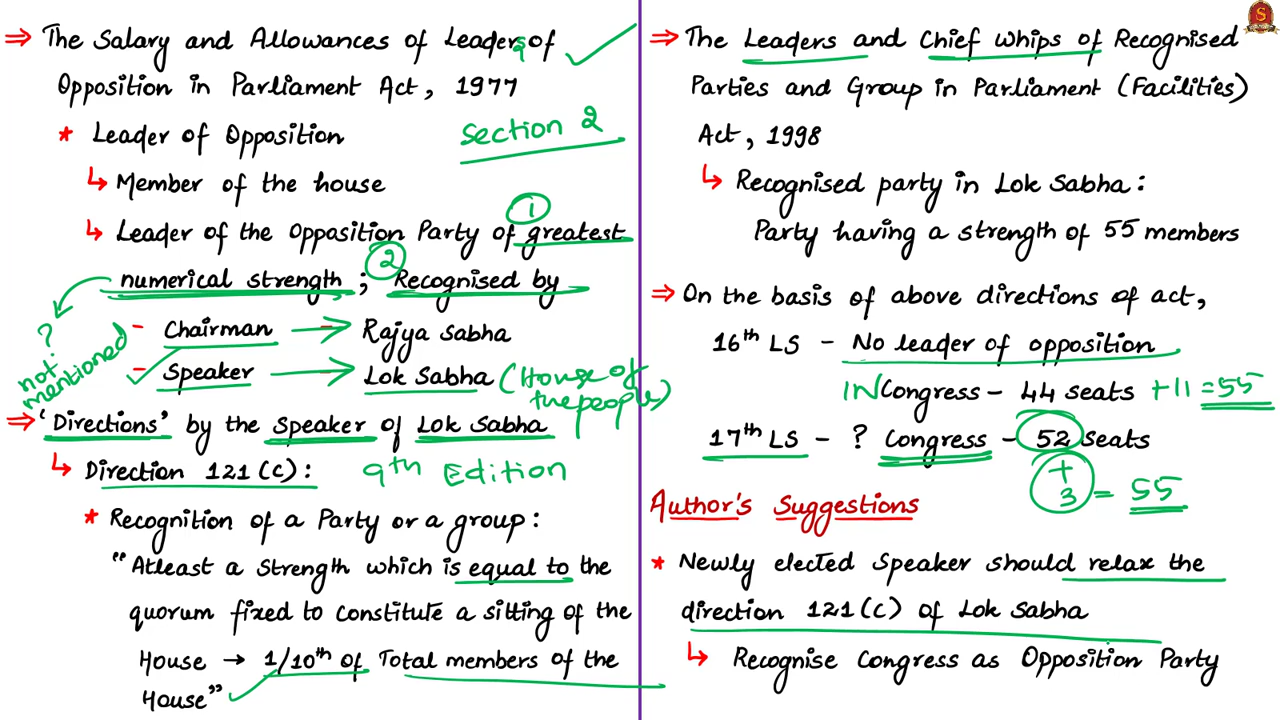 ⇒ The Salary and Allowances of Leaders of
Opposition in Parliament Act, 1977
Section 2
* Leader of Opposition
↳ Member of the house
1
↳ Leader of the Opposition Party of greatest
2
numerical strength ; Recognised by
- Chairman → Rajya Sabha
- Speaker → Lok Sabha (House of the people)
? not mentioned
⇒ 'Directions' by the Speaker of Lok Sabha
↳ Direction 121 (C) : 9th Edition
* Recognition of a Party or a group :
"Atleast a Strength which is equal to the
quorum fixed to constitute a sitting of the
House → 1/10th of Total members of the
House"
⇒ The Leaders and Chief Whips of Recognised
Parties and Group in Parliament (Facilities)
Act, 1998
↳ Recognised party in Lok Sabha :
Party having a strength of 55 members
⇒ On the basis of above directions of act,
16th LS - No leader of opposition
IN Congress - 44 seats +11 = 55
17th LS - ? Congress - 52 Seats
+ 3 = 55
Author's Suggestions
* Newly elected Speaker should relax the
direction 121 (C) of Lok Sabha
↳ Recognise Congress as Opposition Party
S